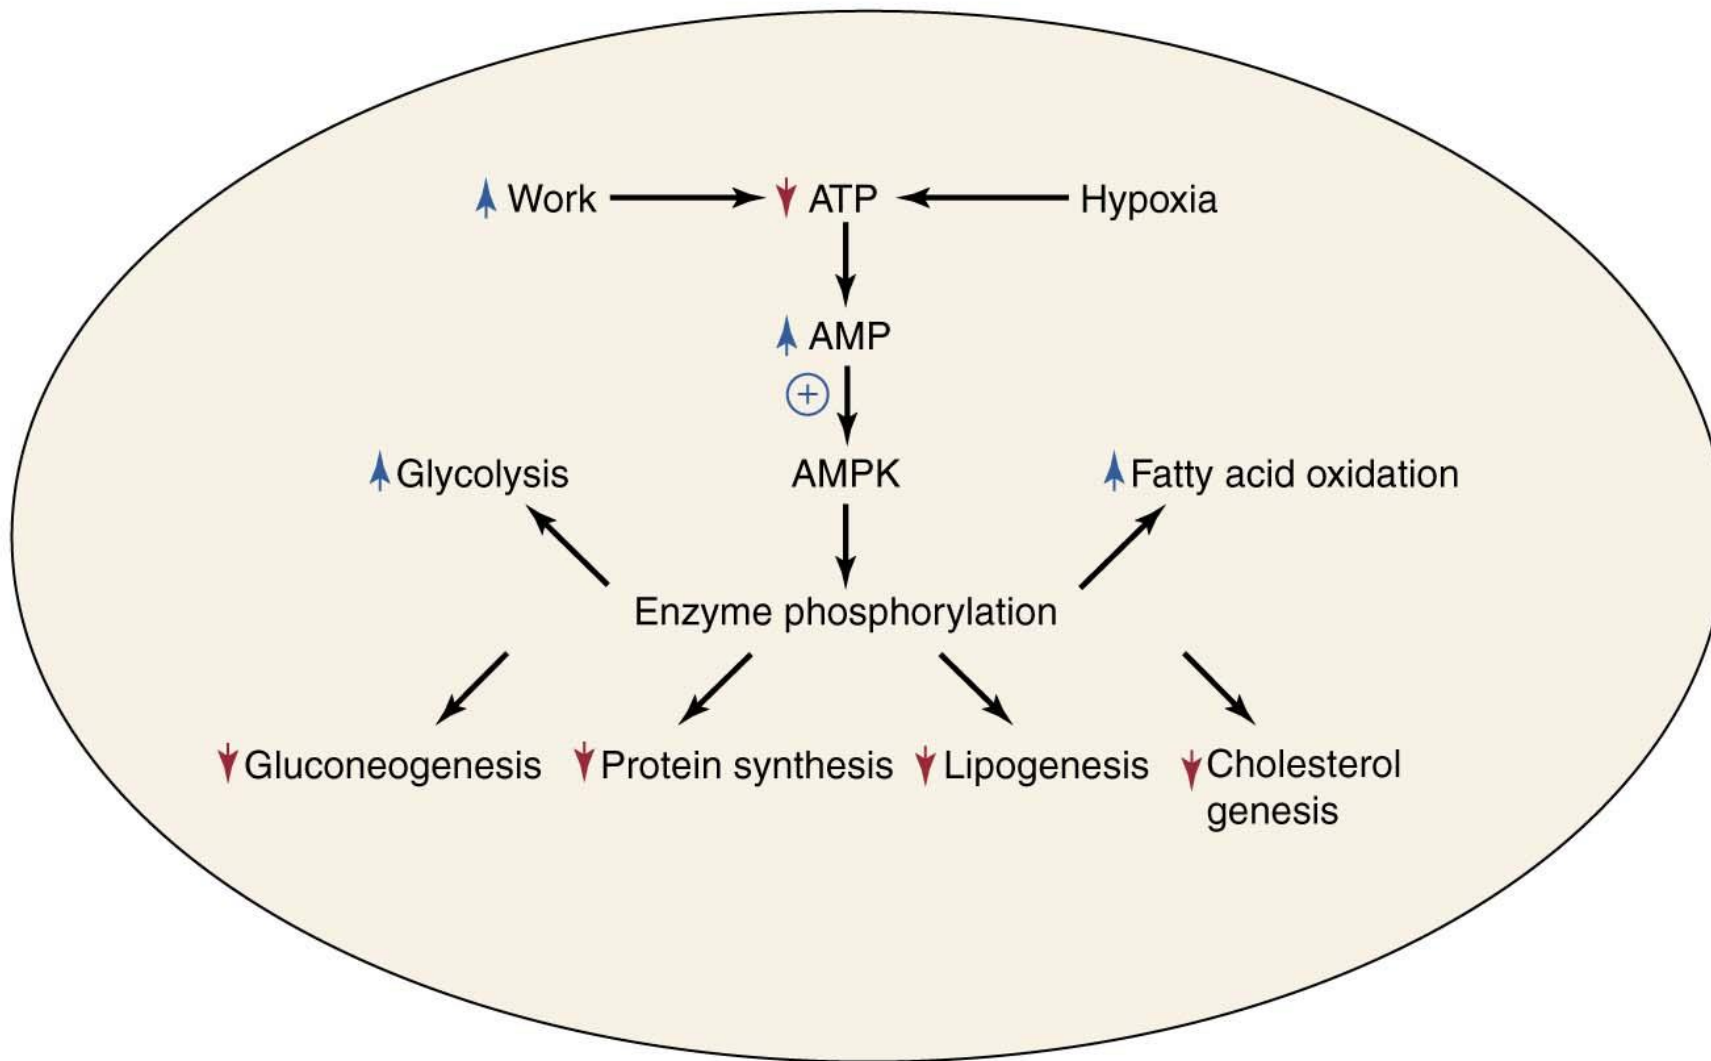 Work
ATP
Hypoxia
AMP
+
Glycolysis
AMPK
Fatty acid oxidation
Enzyme phosphorylation
Gluconeogenesis
Protein synthesis
Lipogenesis
Cholesterol
genesis